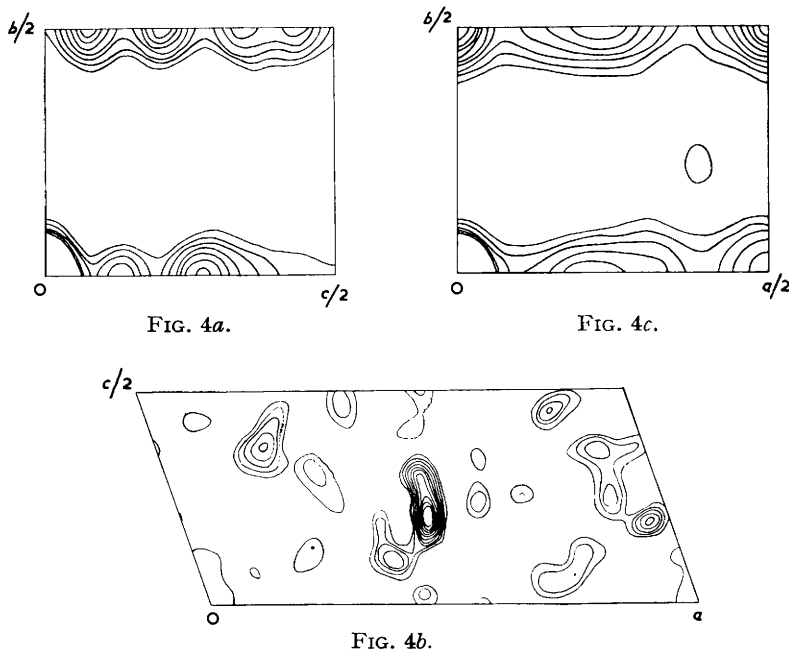 b/2
b/2
O
c/2
O
a/2
FIG. 4a.
FIG. 4c.
c/2
O
a
FIG. 4b.